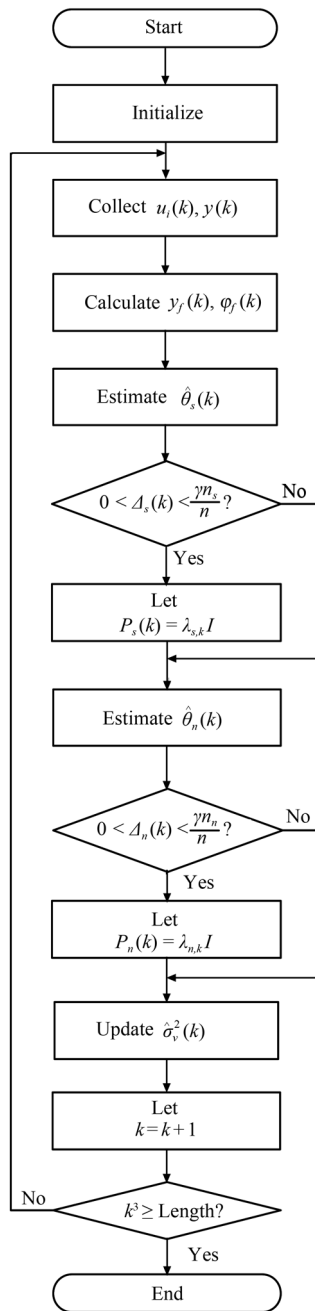 Start
Initialize
Collect u_i(k), y(k)
Calculate y_f(k), φ_f(k)
Estimate θ̂_s(k)
0 < Δ_s(k) < γn_s/n ?
No
Yes
Let
P_s(k) = λ_{s,k}I
Estimate θ̂_n(k)
0 < Δ_n(k) < γn_n/n ?
No
Yes
Let
P_n(k) = λ_{n,k}I
Update σ̂_v^2(k)
Let
k=k+1
No
k^3 ≥ Length?
Yes
End